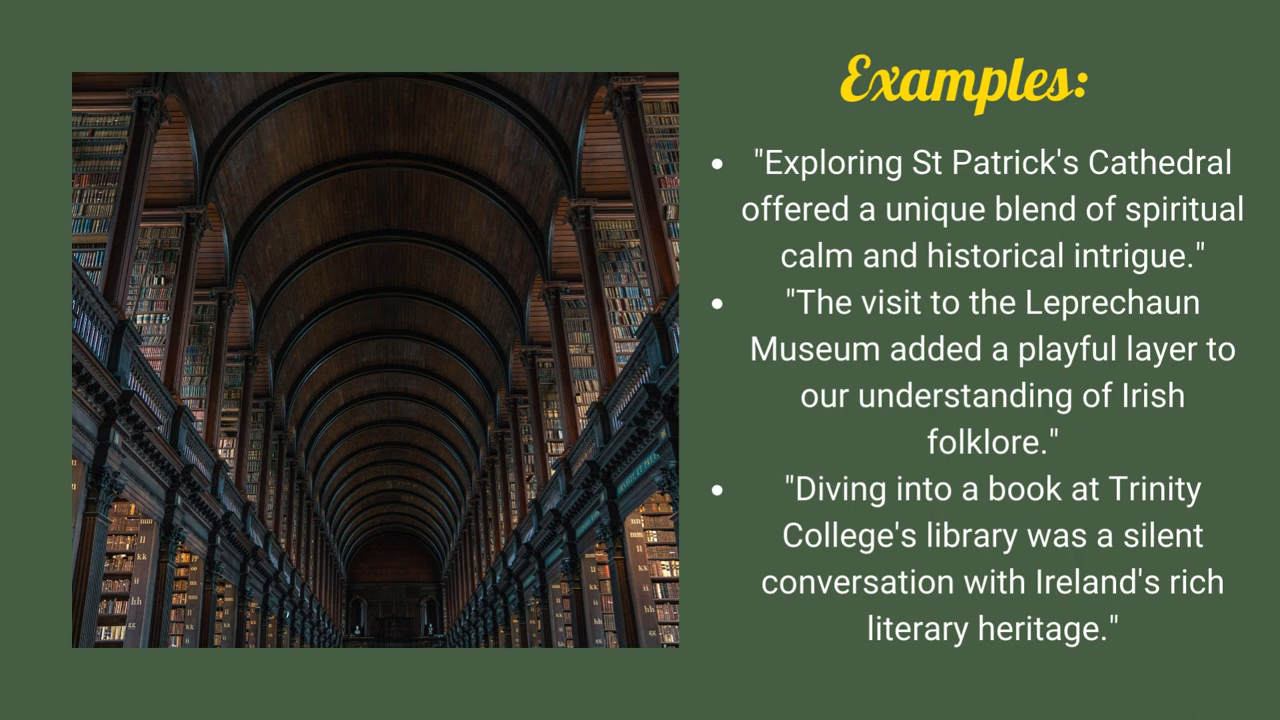 Examples:
"Exploring St Patrick's Cathedral
offered a unique blend of spiritual
calm and historical intrigue."
"The visit to the Leprechaun
Museum added a playful layer to
our understanding of Irish
folklore."
"Diving into a book at Trinity
College's library was a silent
conversation with Ireland's rich
literary heritage."